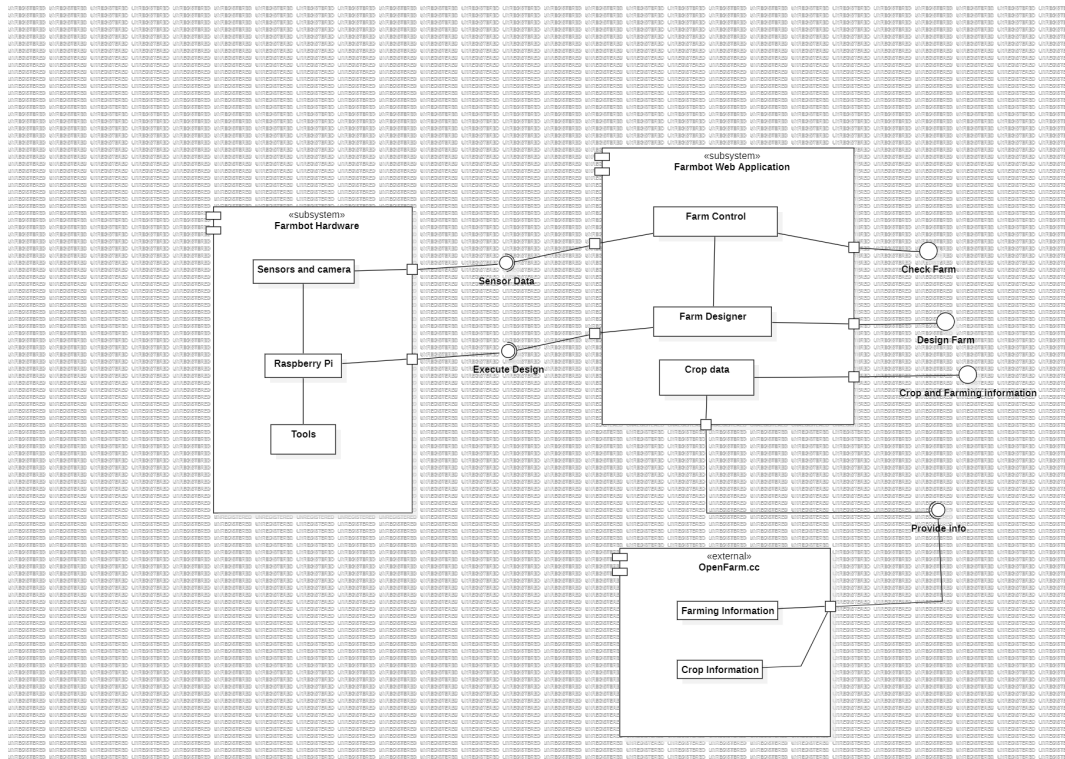 «subsystem»
Farmbot Web Application
Farm Control
Farm Designer
Crop data
«subsystem»
Farmbot Hardware
Sensors and camera
Raspberry Pi
Tools
Sensor Data
Execute Design
Check Farm
Design Farm
Crop and Farming information
Provide info
«external»
OpenFarm.cc
Farming Information
Crop Information